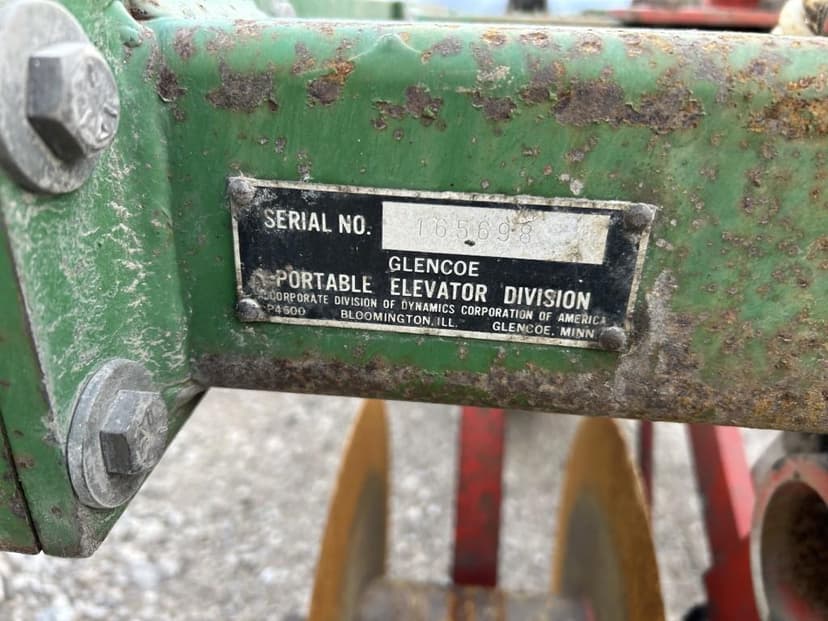 SERIAL NO. 165698
GLENCOE
-PORTABLE ELEVATOR DIVISION
CORPORATE DIVISION OF DYNAMICS CORPORATION OF AMERICA
P4600
BLOOMINGTON, ILL. GLENCOE, MINN